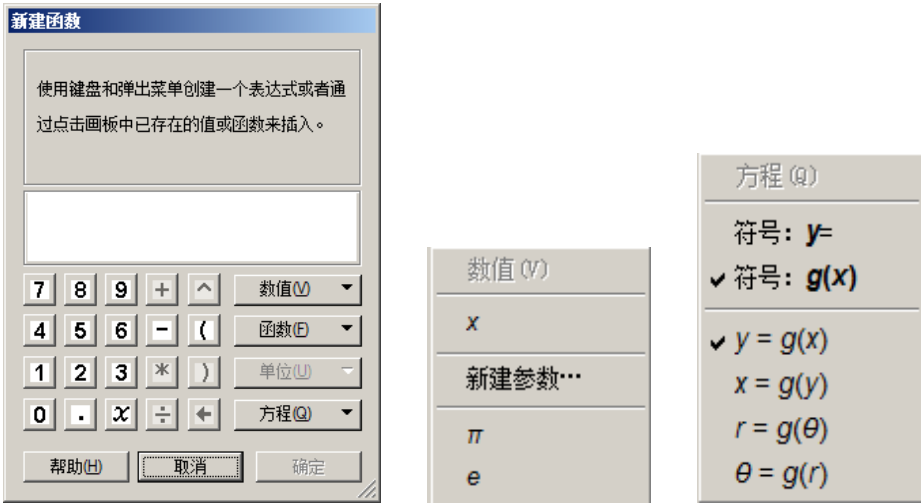 新建函数
使用键盘和弹出菜单创建一个表达式或者通
过点击画板中已存在的值或函数来插入。
7 8 9 + ^ 数值(V)
4 5 6 − ( 函数(F)
1 2 3 * ) 单位(U)
0 . x ÷ ← 方程(Q)
帮助(H) 取消 确定
数值(V)
x
新建参数…
π
e
方程(Q)
符号: y=
✓ 符号: g(x)
✓ y = g(x)
x = g(y)
r = g(θ)
θ = g(r)